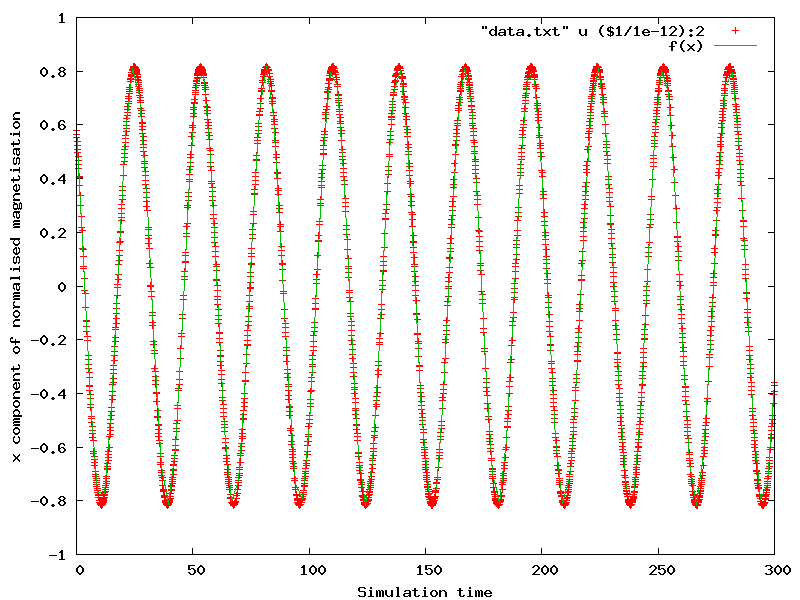 "data.txt" u ($1/1e-12):2
f(x)
1
0.8
0.6
0.4
0.2
0
-0.2
-0.4
-0.6
-0.8
-1
x component of normalised magnetisation
0 50 100 150 200 250 300
Simulation time